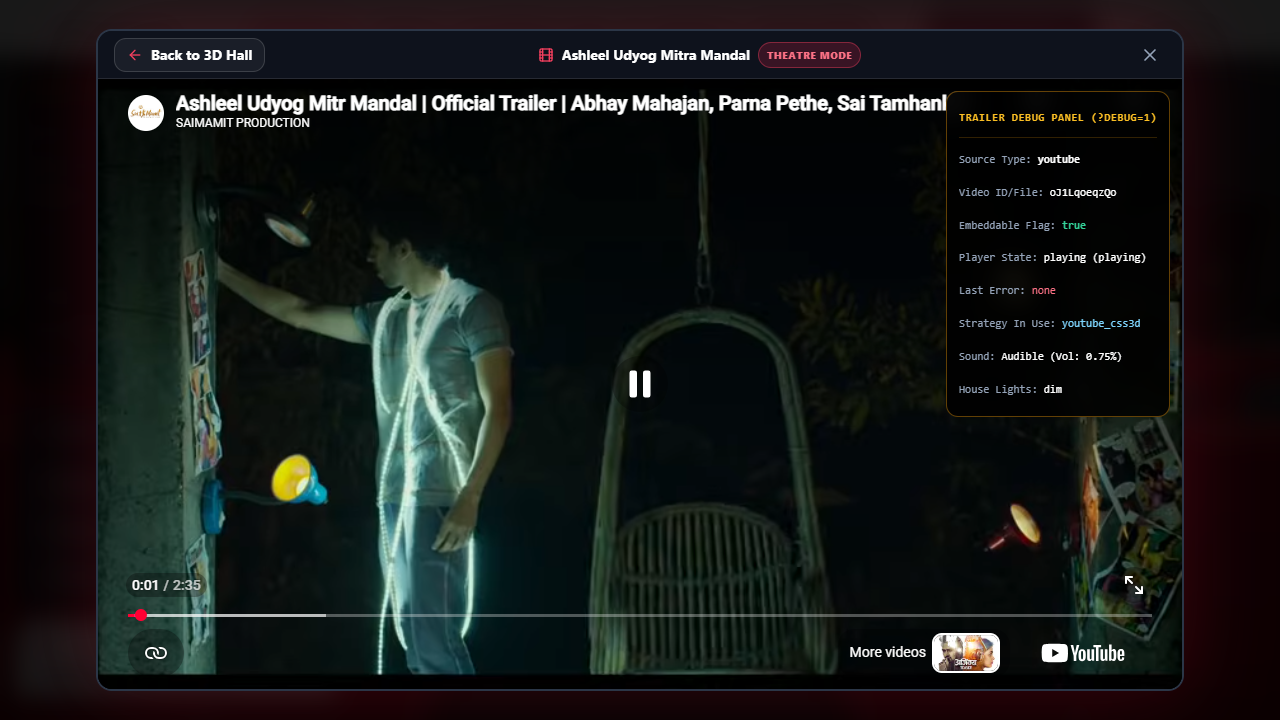 Back to 3D Hall
Ashleel Udyog Mitra Mandal
THEATRE MODE
Ashleel Udyog Mitr Mandal | Official Trailer | Abhay Mahajan, Parna Pethe, Sai Tamhank
SAIMAMIT PRODUCTION
TRAILER DEBUG PANEL (?DEBUG=1)
Source Type: youtube
Video ID/File: oJ1LqoeqzQo
Embeddable Flag: true
Player State: playing (playing)
Last Error: none
Strategy In Use: youtube_css3d
Sound: Audible (Vol: 0.75%)
House Lights: dim
0:01 / 2:35
More videos
YouTube